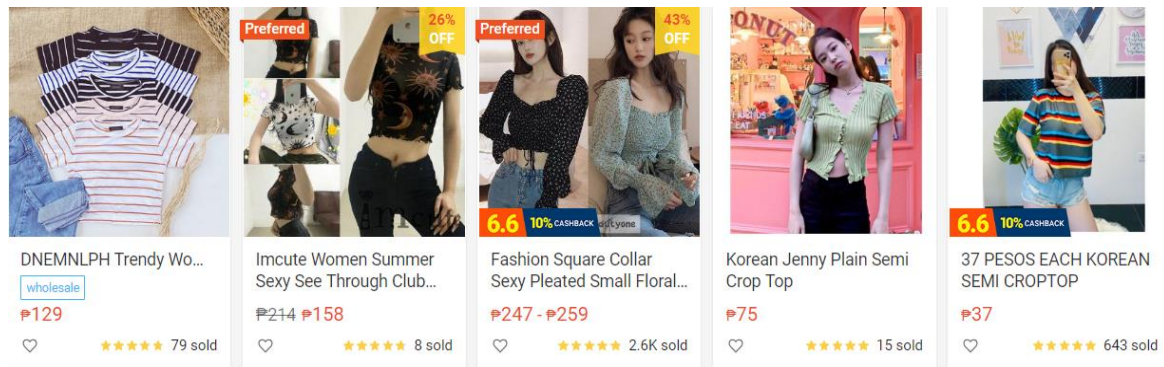 DNEMNLPH Trendy Wo...
wholesale
₱129
79 sold
Preferred
26%
OFF
imcute
Imcute Women Summer
Sexy See Through Club...
₱214 ₱158
8 sold
Preferred
43%
OFF
6.6 10% CASHBACK
Fashion Square Collar
Sexy Pleated Small Floral...
₱247 - ₱259
2.6K sold
ONUT
EAT
Korean Jenny Plain Semi
Crop Top
₱75
15 sold
6.6 10% CASHBACK
37 PESOS EACH KOREAN
SEMI CROPTOP
₱37
643 sold